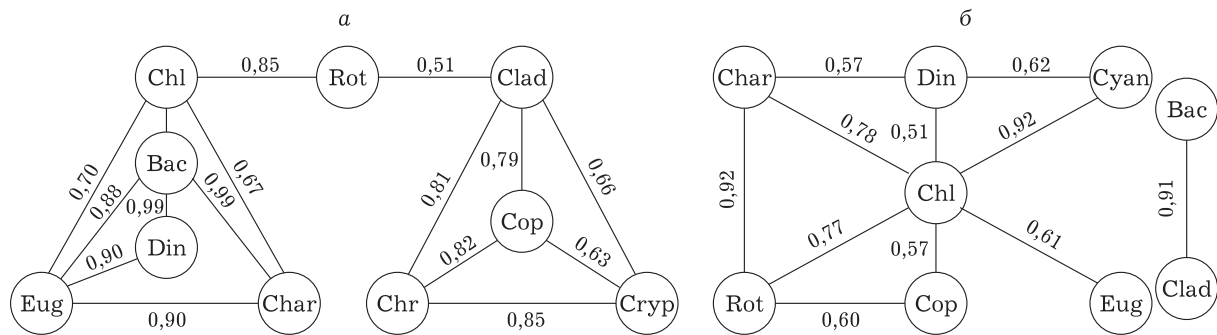 а
б
Chl
0,85
Rot
0,51
Clad
Char
0,57
Din
0,62
Cyan
Bac
0,70
0,88
Bac
0,99
0,99
0,67
0,90
Din
Eug
0,90
Char
0,81
0,79
0,66
Cop
0,82
0,63
Chr
0,85
Cryp
0,78
0,51
0,92
0,92
Chl
0,77
0,57
0,61
Rot
0,60
Cop
Eug
0,91
Clad